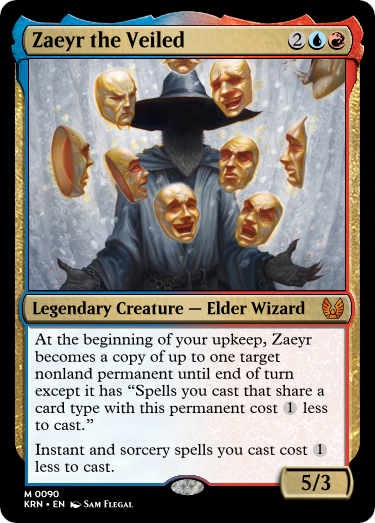 Zaeyr the Veiled 2
Legendary Creature — Elder Wizard
At the beginning of your upkeep, Zaeyr
becomes a copy of up to one target
nonland permanent until end of turn
except it has “Spells you cast that share a
card type with this permanent cost 1 less
to cast.”
Instant and sorcery spells you cast cost 1
less to cast.
5/3
M 0090
KRN • EN Sam Flegal